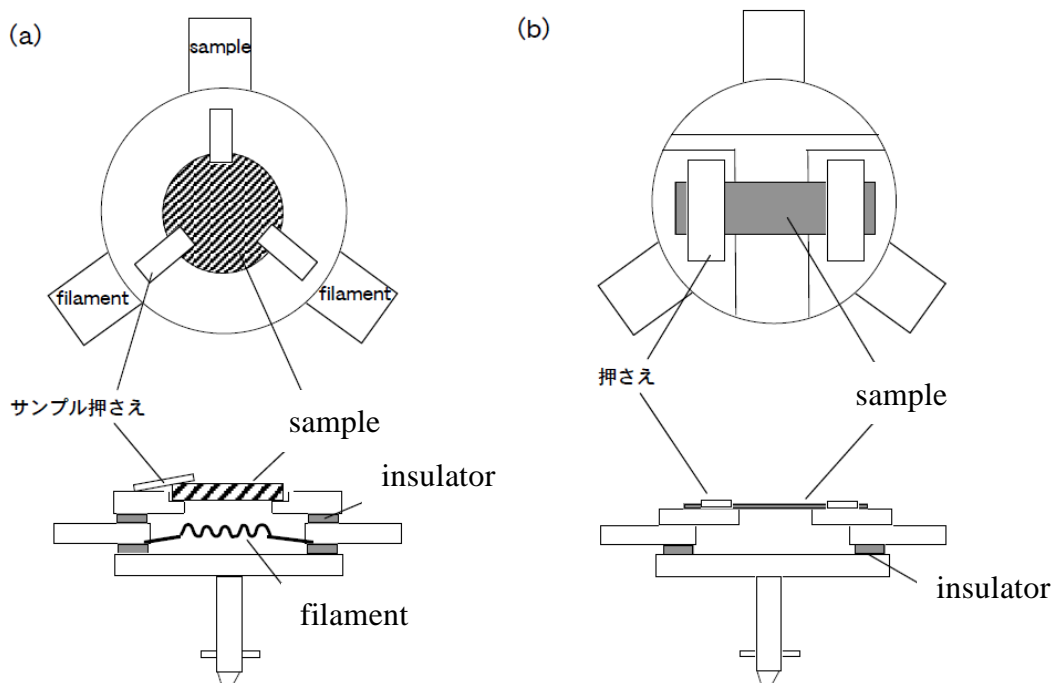 (a)
sample
filament
filament
サンプル押さえ
sample
insulator
filament
(b)
押さえ
sample
insulator